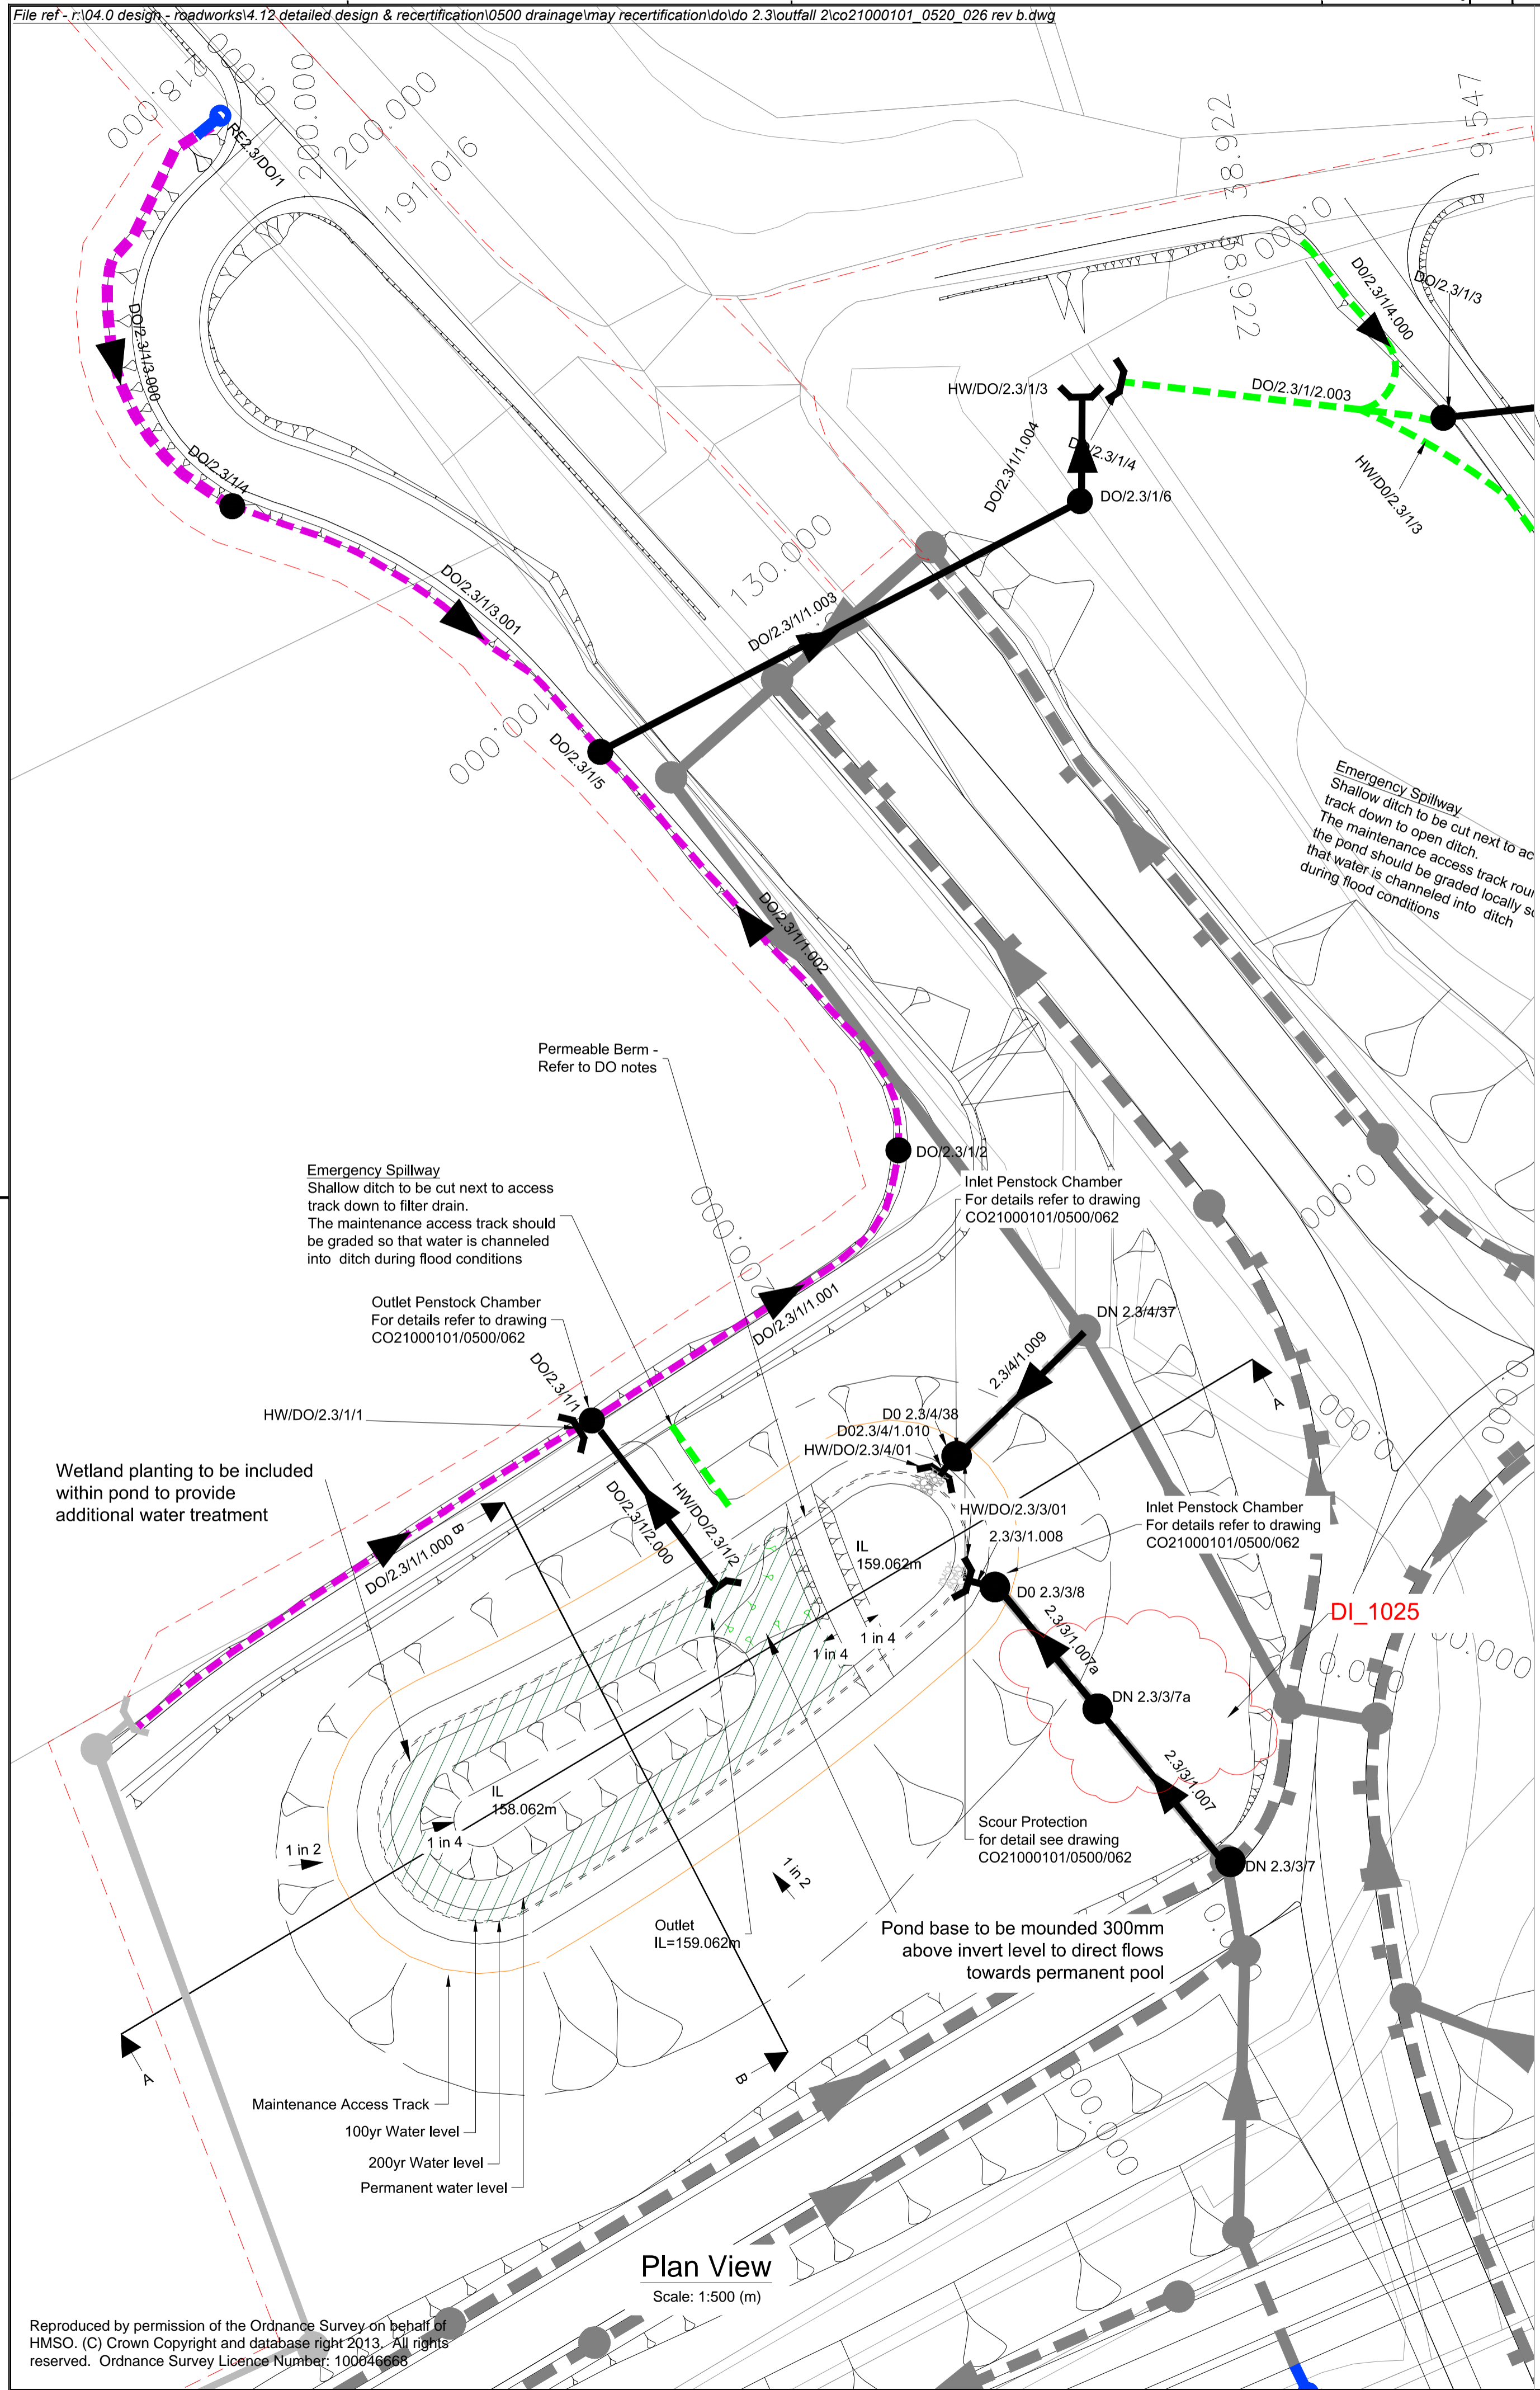 File ref - r:\04.0 design - roadworks\4.12 detailed design & recertification\0500 drainage\may recertification\do\do 2.3\outfall 2\co21000101_0520_026 rev b.dwg
218.000
200.000
200.000
191.016
RE2.3/DO/1
38.922
38.922
9.547
0.000
DO/2.3/1/4.000
DO/2.3/1/3
DO/2.3/1/3.000
HW/DO/2.3/1/3
DO/2.3/1/2.003
DO/2.3/1/1.004
DO/2.3/1/4
DO/2.3/1/6
HW/D0/2.3/1/3
DO/2.3/1/4
130.000
DO/2.3/1/3.001
DO/2.3/1/1.003
100.000
DO/2.3/1/5
Emergency Spillway
Shallow ditch to be cut next to ac
track down to open ditch.
The maintenance access track rou
the pond should be graded locally s
that water is channeled into ditch
during flood conditions
DO/2.3/1/1.002
Permeable Berm -
Refer to DO notes
DO/2.3/1/2
Emergency Spillway
Shallow ditch to be cut next to access
track down to filter drain.
The maintenance access track should
be graded so that water is channeled
into ditch during flood conditions
Inlet Penstock Chamber
For details refer to drawing
CO21000101/0500/062
0.000
200.000
Outlet Penstock Chamber
For details refer to drawing
CO21000101/0500/062
DO/2.3/1/1.001
DN 2.3/4/37
2.3/4/1.009
DO/2.3/1/1
A
HW/DO/2.3/1/1
D0 2.3/4/38
D02.3/4/1.010
HW/DO/2.3/4/01
Wetland planting to be included
within pond to provide
additional water treatment
B
DO/2.3/1/2.000
HW/DO/2.3/1/2
HW/DO/2.3/3/01
2.3/3/1.008
Inlet Penstock Chamber
For details refer to drawing
CO21000101/0500/062
DO/2.3/1/1.000
IL
159.062m
D0 2.3/3/8
DI_1025
2.3/3/1.007a
1 in 4
1 in 4
DN 2.3/3/7a
2.3/3/1.007
IL
158.062m
1 in 4
1 in 2
Scour Protection
for detail see drawing
CO21000101/0500/062
DN 2.3/3/7
1 in 2
Outlet
IL=159.062m
Pond base to be mounded 300mm
above invert level to direct flows
towards permanent pool
A
B
Maintenance Access Track
100yr Water level
200yr Water level
Permanent water level
Plan View
Scale: 1:500 (m)
Reproduced by permission of the Ordnance Survey on behalf of
HMSO. (C) Crown Copyright and database right 2013. All rights
reserved. Ordnance Survey Licence Number: 100046668